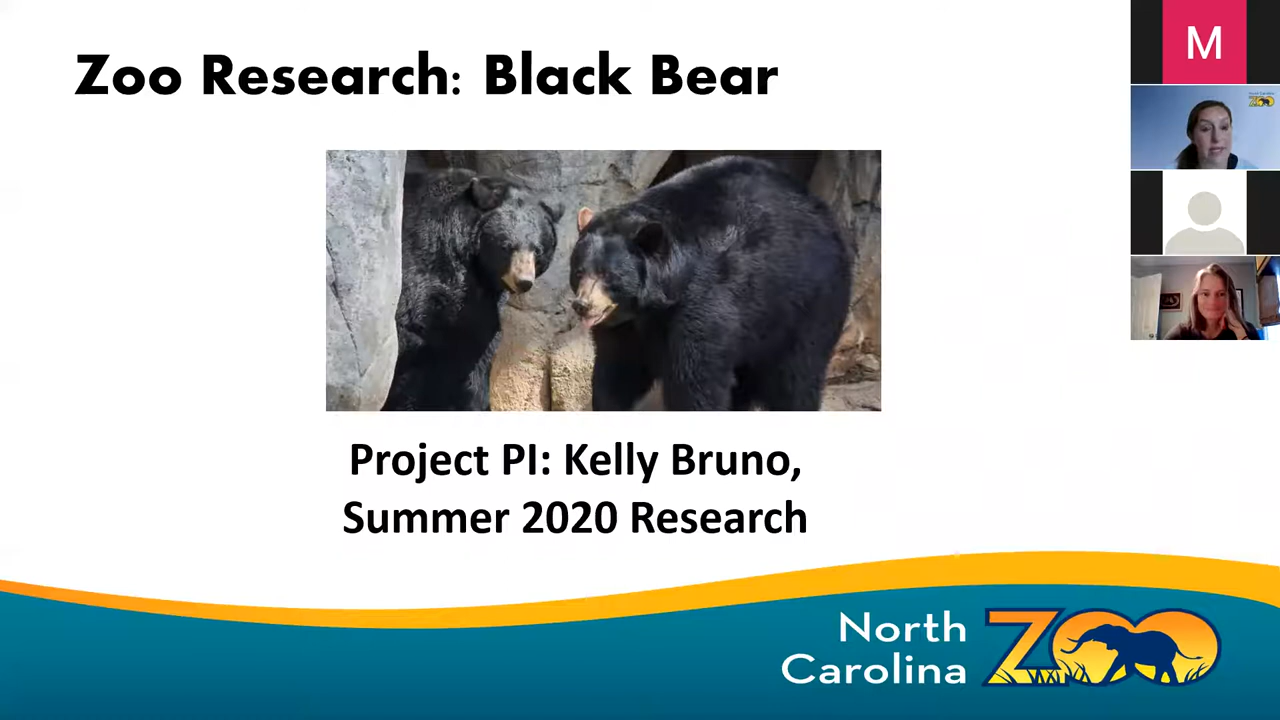 Zoo Research: Black Bear
M
Project PI: Kelly Bruno,
Summer 2020 Research
North
Carolina
ZOO